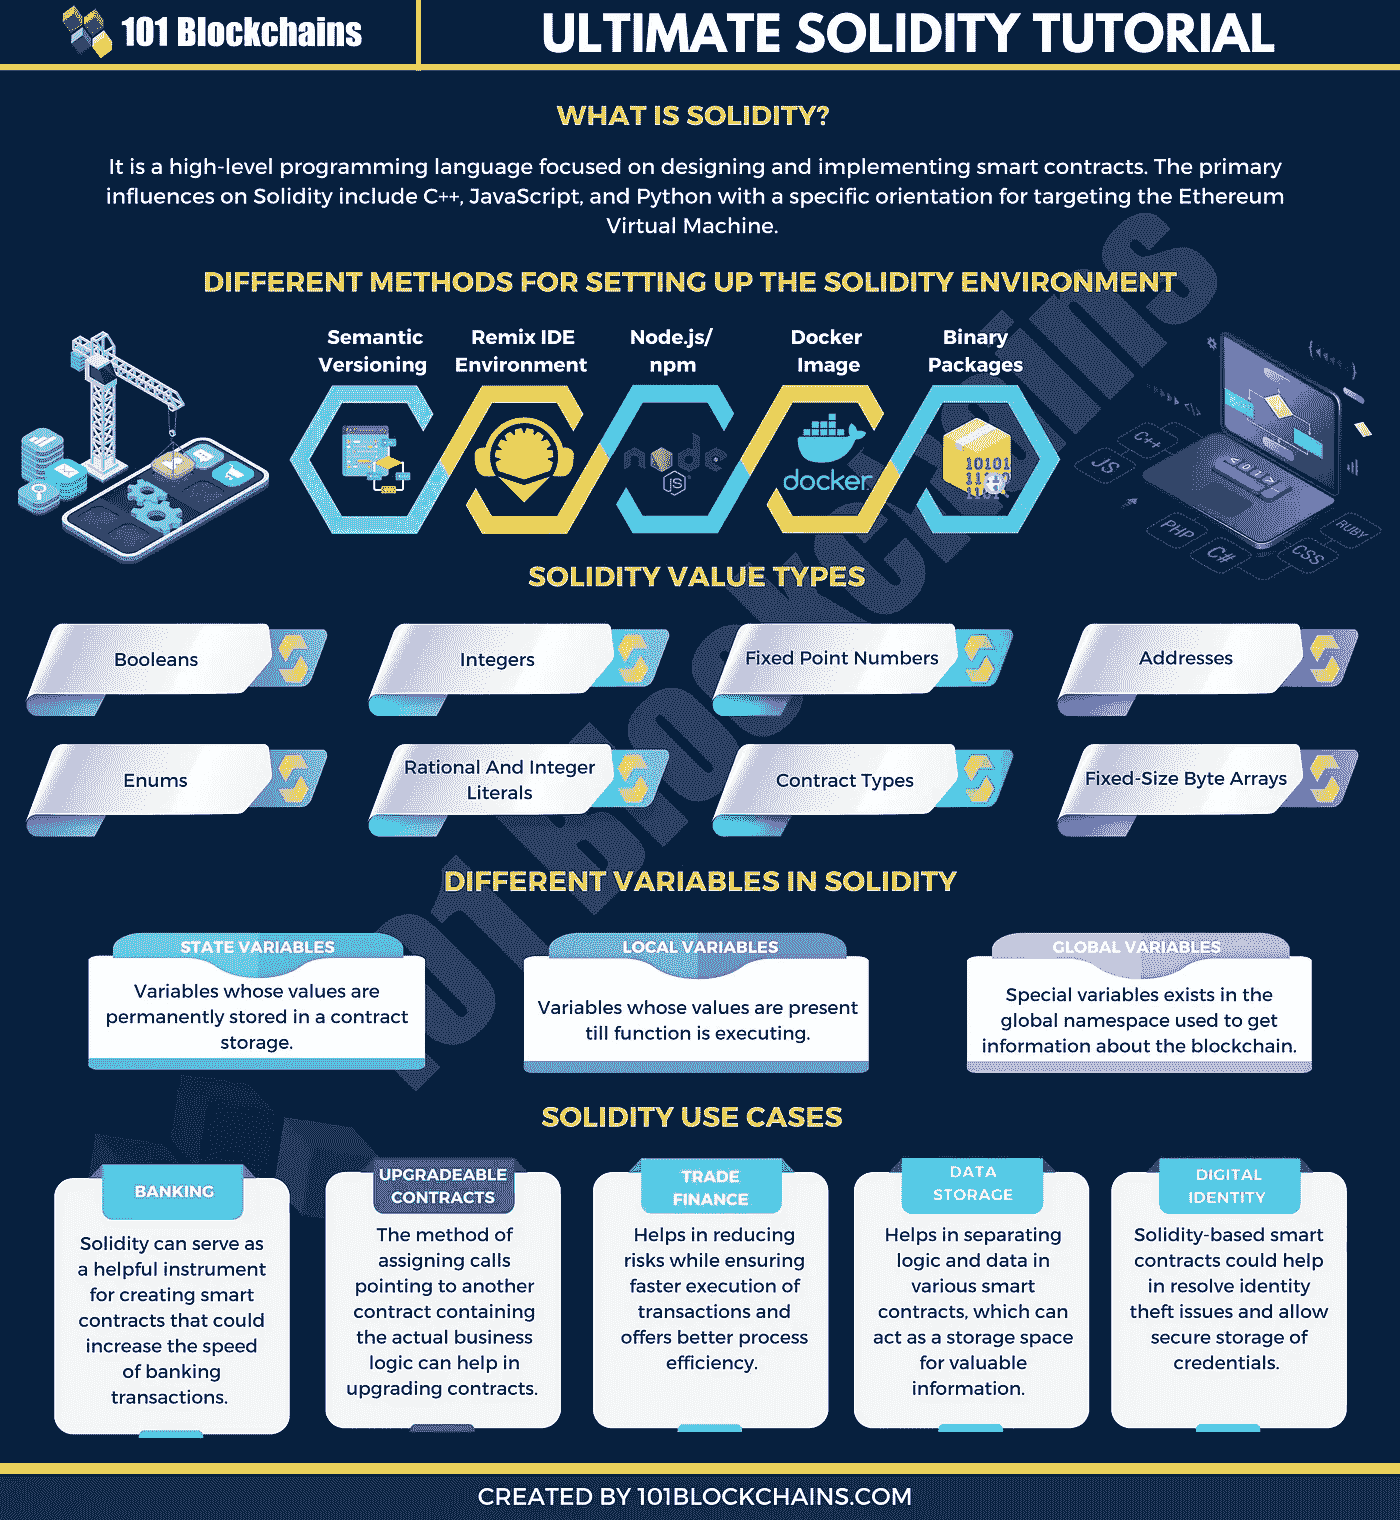 101 Blockchains
ULTIMATE SOLIDITY TUTORIAL
WHAT IS SOLIDITY?
It is a high-level programming language focused on designing and implementing smart contracts. The primary
influences on Solidity include C++, JavaScript, and Python with a specific orientation for targeting the Ethereum
Virtual Machine.
DIFFERENT METHODS FOR SETTING UP THE SOLIDITY ENVIRONMENT
Semantic
Versioning
Remix IDE
Environment
Node.js/
npm
Docker
Image
Binary
Packages
node
JS
docker
10101
C++
JS
PHP
C#
CSS
RUBY
SOLIDITY VALUE TYPES
Booleans
Integers
Fixed Point Numbers
Addresses
Enums
Rational And Integer
Literals
Contract Types
Fixed-Size Byte Arrays
101 Blockchains
DIFFERENT VARIABLES IN SOLIDITY
STATE VARIABLES
Variables whose values are
permanently stored in a contract
storage.
LOCAL VARIABLES
Variables whose values are present
till function is executing.
GLOBAL VARIABLES
Special variables exists in the
global namespace used to get
information about the blockchain.
SOLIDITY USE CASES
BANKING
Solidity can serve as
a helpful instrument
for creating smart
contracts that could
increase the speed
of banking
transactions.
UPGRADEABLE
CONTRACTS
The method of
assigning calls
pointing to another
contract containing
the actual business
logic can help in
upgrading contracts.
TRADE
FINANCE
Helps in reducing
risks while ensuring
faster execution of
transactions and
offers better process
efficiency.
DATA
STORAGE
Helps in separating
logic and data in
various smart
contracts, which can
act as a storage space
for valuable
information.
DIGITAL
IDENTITY
Solidity-based smart
contracts could help
in resolve identity
theft issues and allow
secure storage of
credentials.
CREATED BY 101BLOCKCHAINS.COM